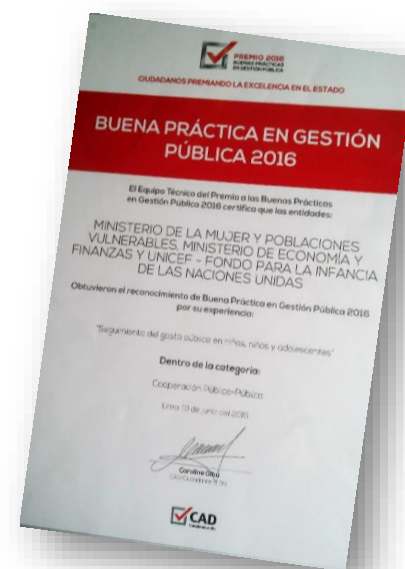 PREMIO 2016
BUENAS PRÁCTICAS
EN GESTIÓN PÚBLICA
CIUDADANOS PREMIANDO LA EXCELENCIA EN EL ESTADO
BUENA PRÁCTICA EN GESTIÓN
PÚBLICA 2016
El Equipo Técnico del Premio a las Buenas Prácticas
en Gestión Pública 2016 certifica que las entidades:
MINISTERIO DE LA MUJER Y POBLACIONES
VULNERABLES, MINISTERIO DE ECONOMÍA Y
FINANZAS Y UNICEF - FONDO PARA LA INFANCIA
DE LAS NACIONES UNIDAS
Obtuvieron el reconocimiento de Buena Práctica en Gestión Pública 2016
por su experiencia:
"Seguimiento del gasto público en niñas, niños y adolescentes"
Dentro de la categoría:
Cooperación Público-Pública
Lima 10 de junio del 2016
Caroline Gibu
CAD